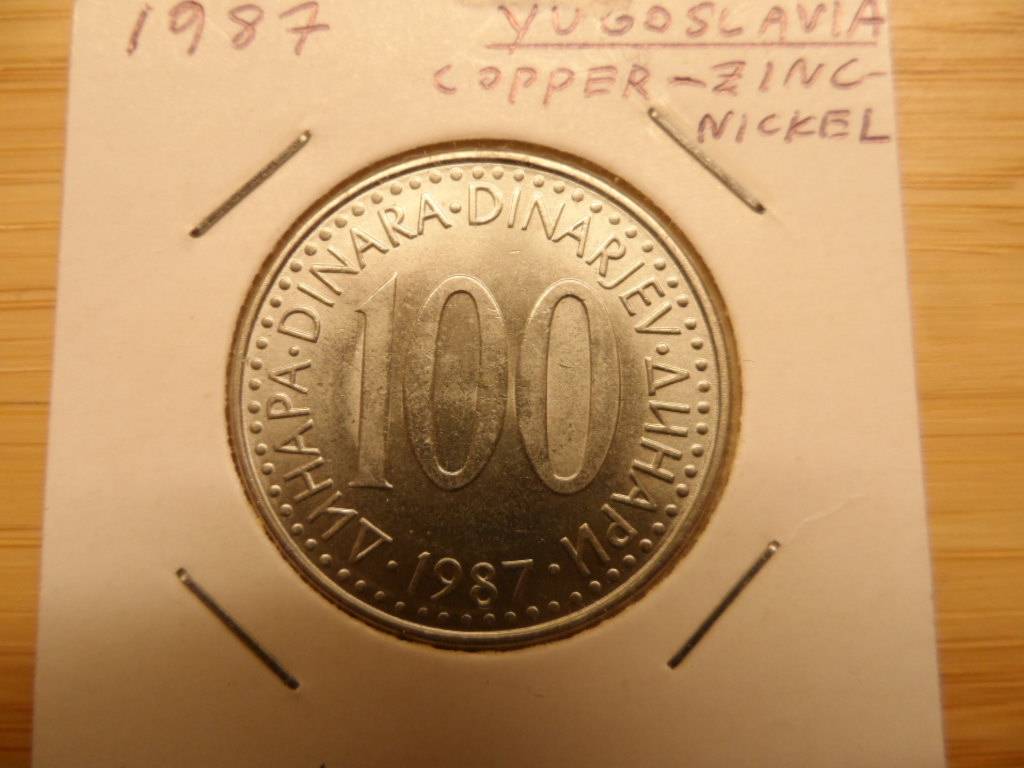 1987
YUGOSLAVIA
COPPER-ZINC-
NICKEL
ДИНАРА·DINARA·DINARJEV·ДИНАРИ
100
·1987·